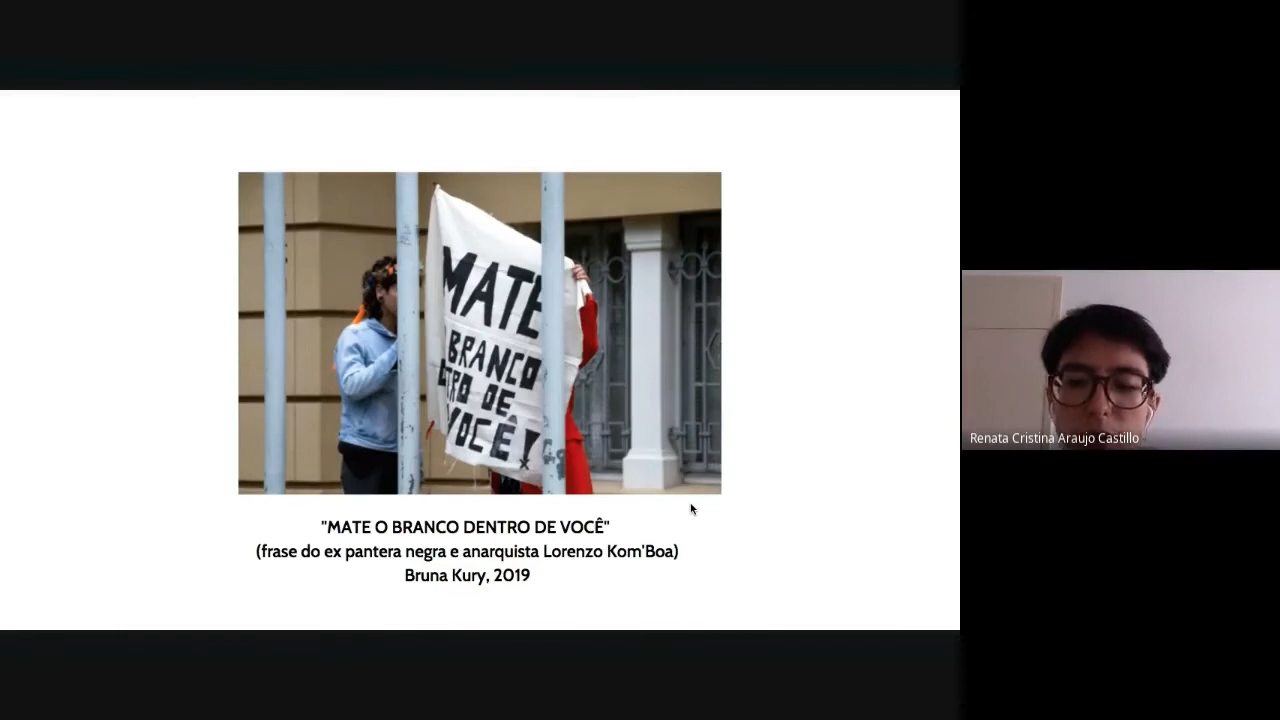 MATE
BRANCO
DE
VOCÊ!
"MATE O BRANCO DENTRO DE VOCÊ"
(frase do ex pantera negra e anarquista Lorenzo Kom'Boa)
Bruna Kury, 2019
Renata Cristina Araujo Castillo